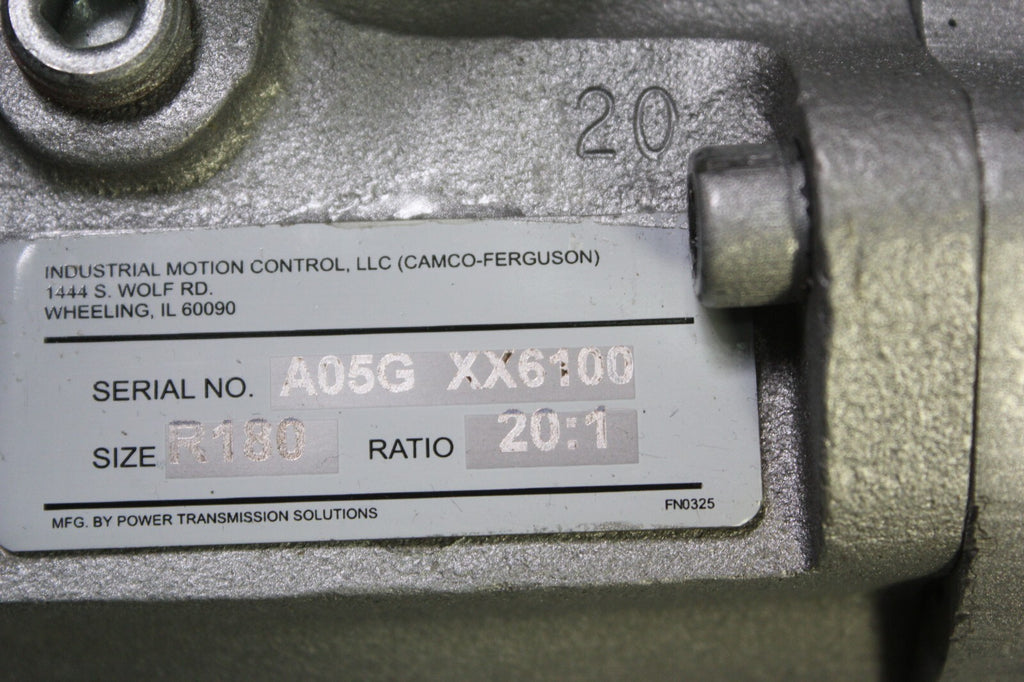 20
INDUSTRIAL MOTION CONTROL, LLC (CAMCO-FERGUSON)
1444 S. WOLF RD.
WHEELING, IL 60090
SERIAL NO. A05G XX6100
SIZE R180 RATIO 20:1
MFG. BY POWER TRANSMISSION SOLUTIONS FN0325